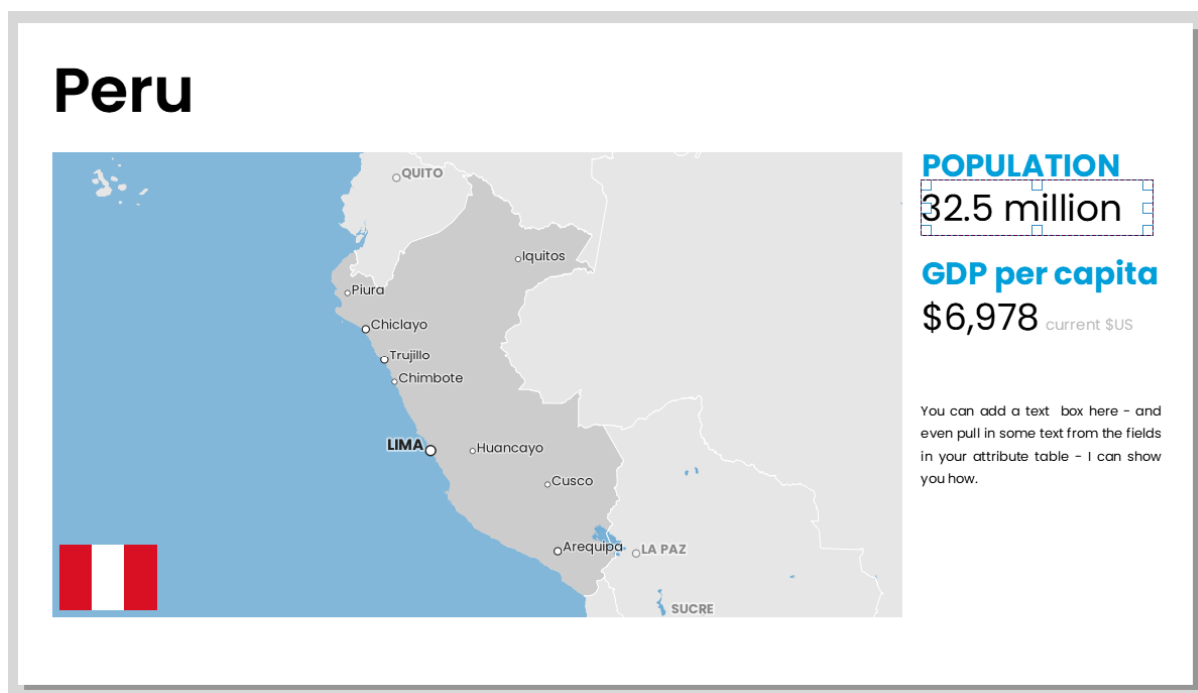 Peru
QUITO
Iquitos
Piura
Chiclayo
Trujillo
Chimbote
LIMA
Huancayo
Cusco
Arequipa
LA PAZ
SUCRE
POPULATION
32.5 million
GDP per capita
$6,978 current $US
You can add a text box here - and
even pull in some text from the fields
in your attribute table - I can show
you how.